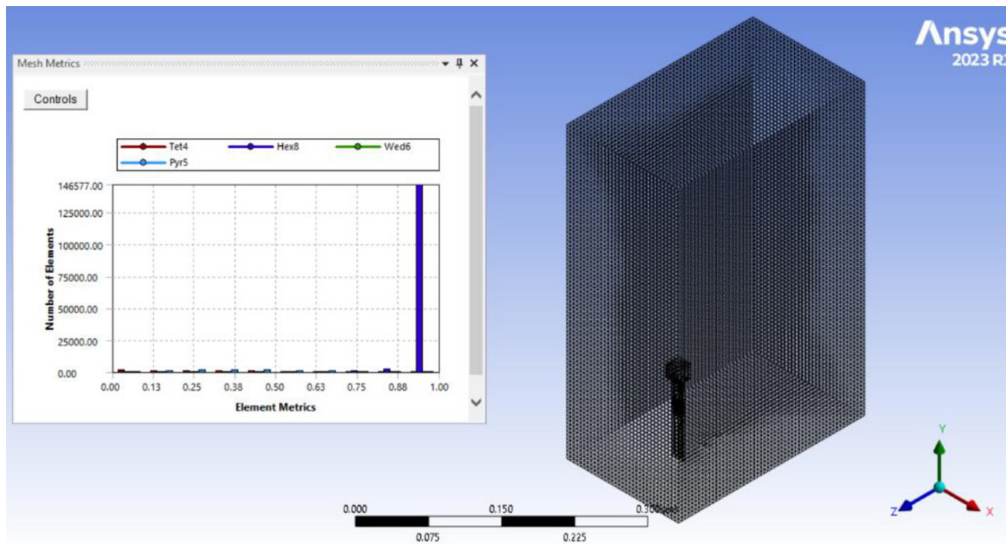 Mesh Metrics
Controls
Tet4 Hex8 Wed6
Pyr5
146577.00
125000.00
100000.00
75000.00
50000.00
25000.00
0.00
Number of Elements
0.00 0.13 0.25 0.38 0.50 0.63 0.75 0.88 1.00
Element Metrics
Ansys
2023 R
Y
Z
X
0.000 0.150 0.300
0.075 0.225